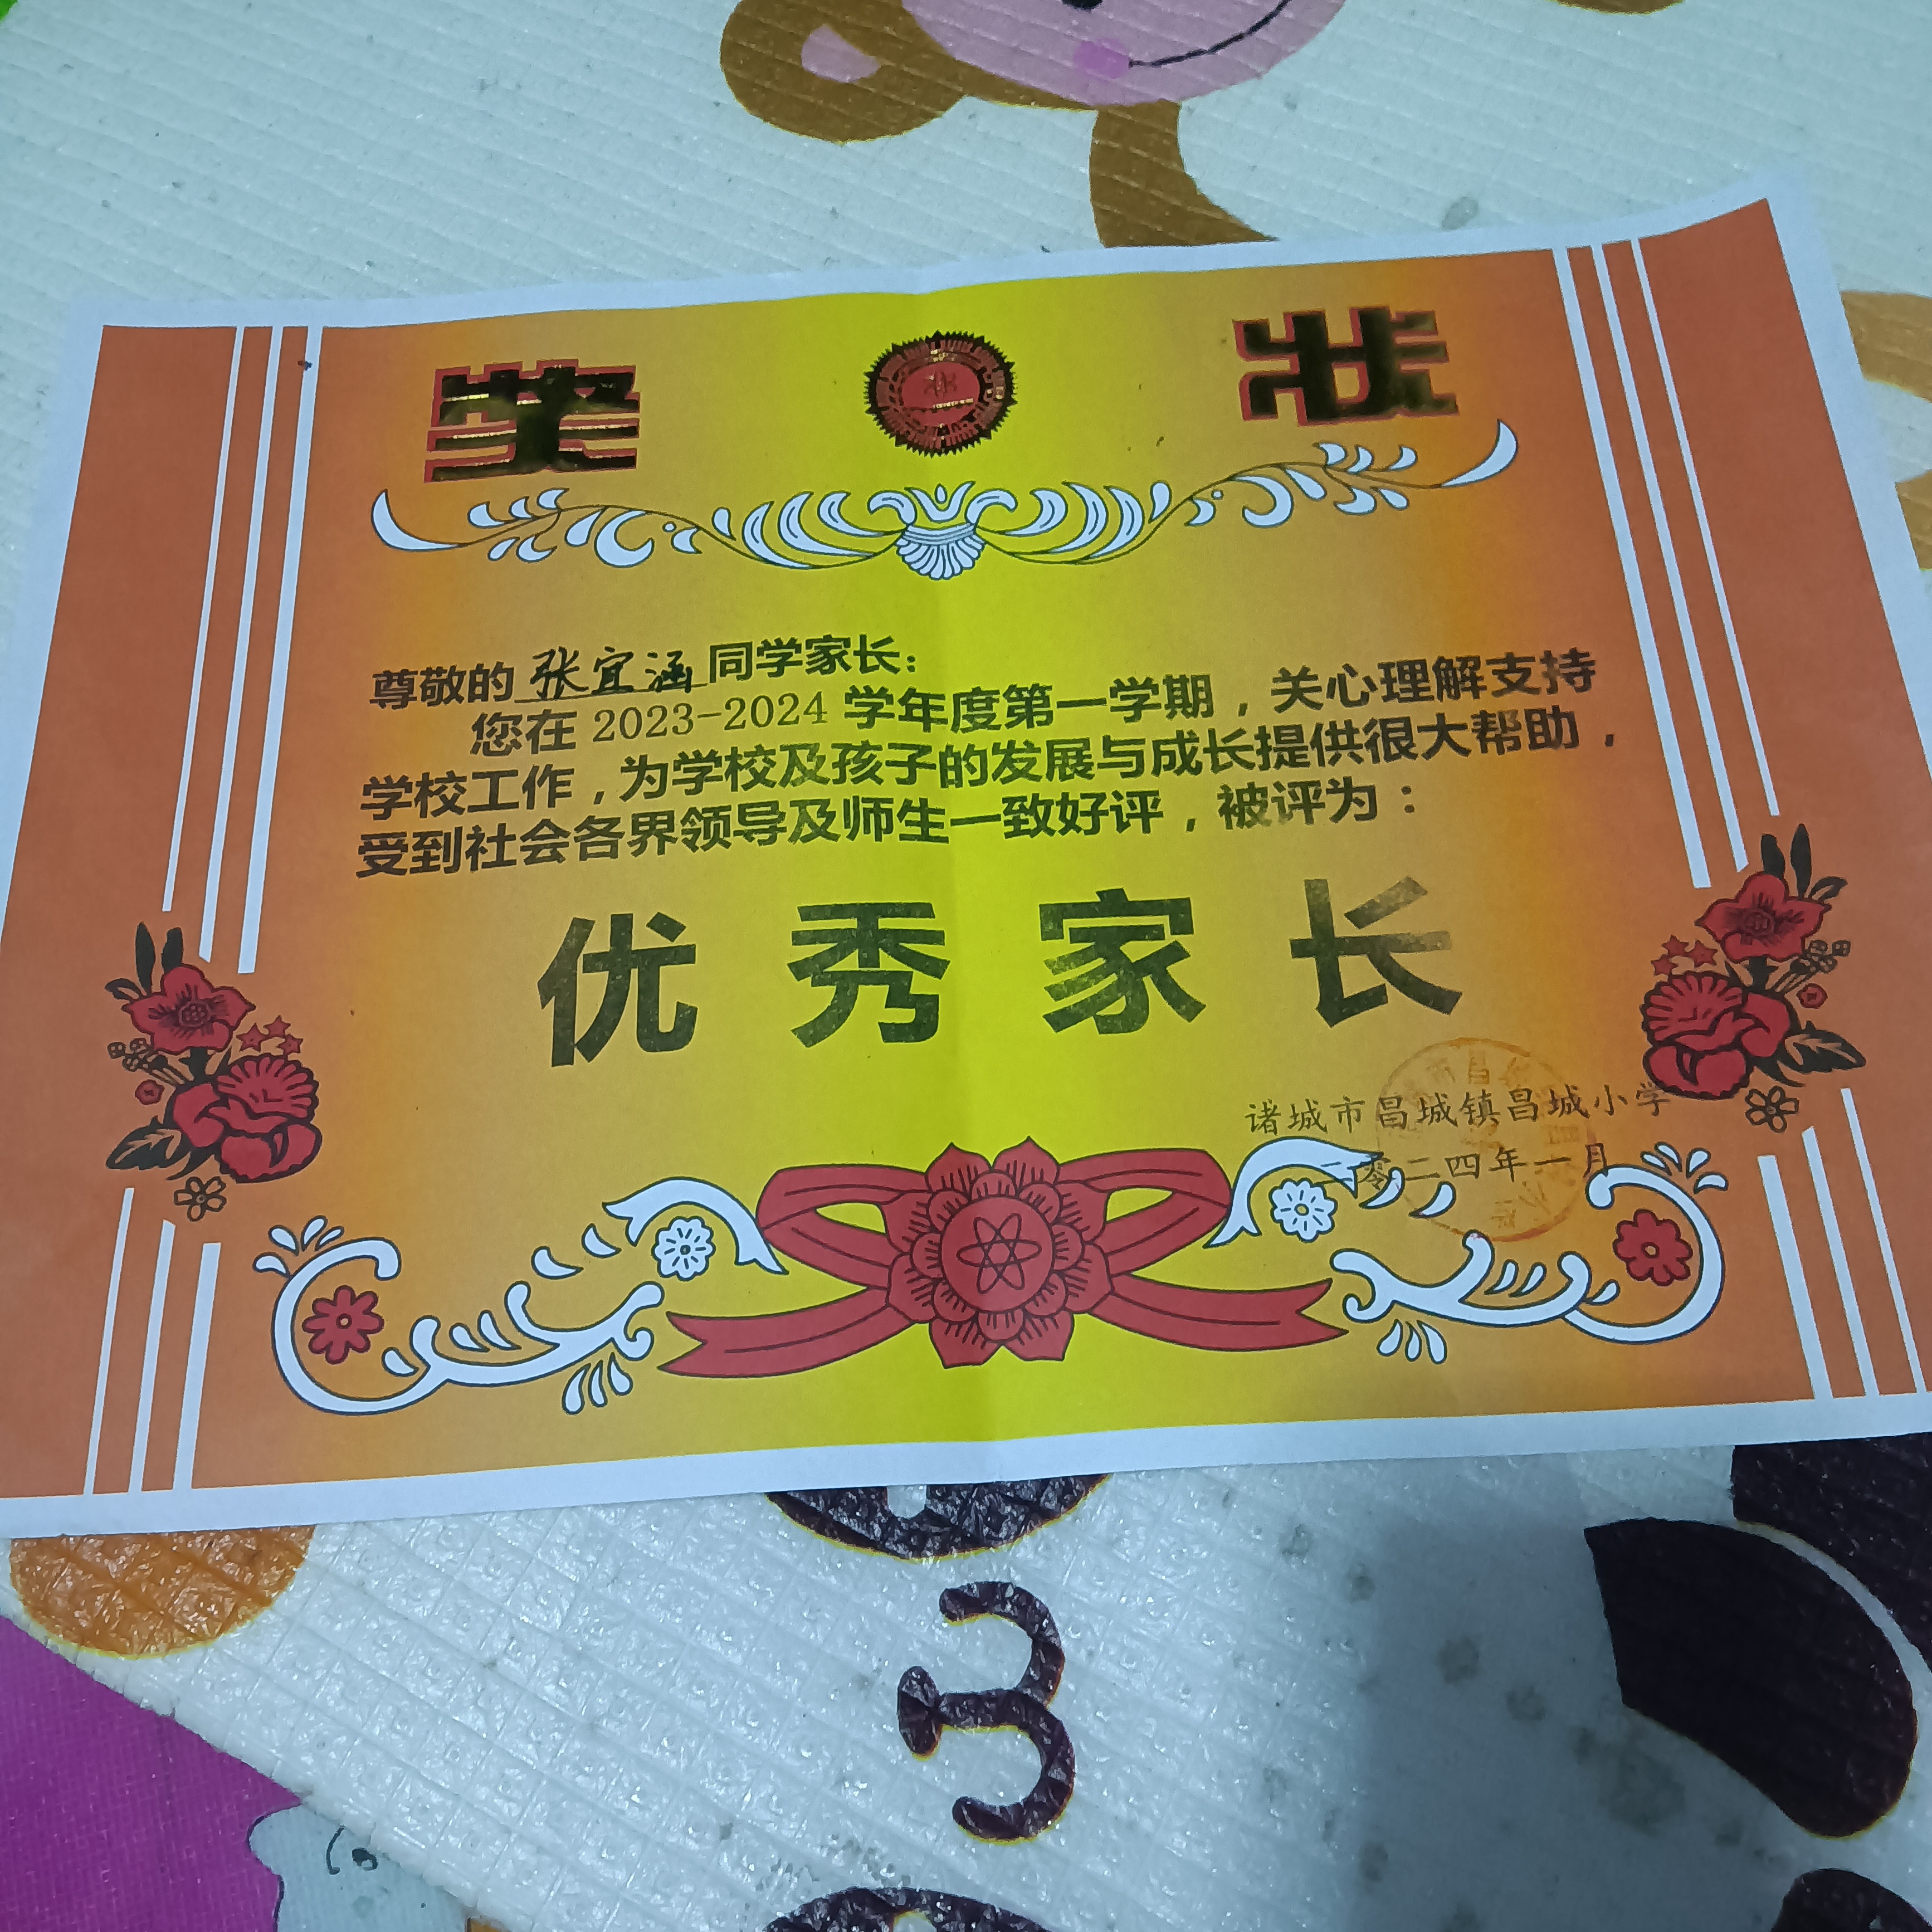 奖 状
尊敬的 张宜涵 同学家长：
您在 2023-2024 学年度第一学期，关心理解支持
学校工作，为学校及孩子的发展与成长提供很大帮助，
受到社会各界领导及师生一致好评，被评为：
优 秀 家 长
诸城市昌城镇昌城小学
二零二四年一月
3